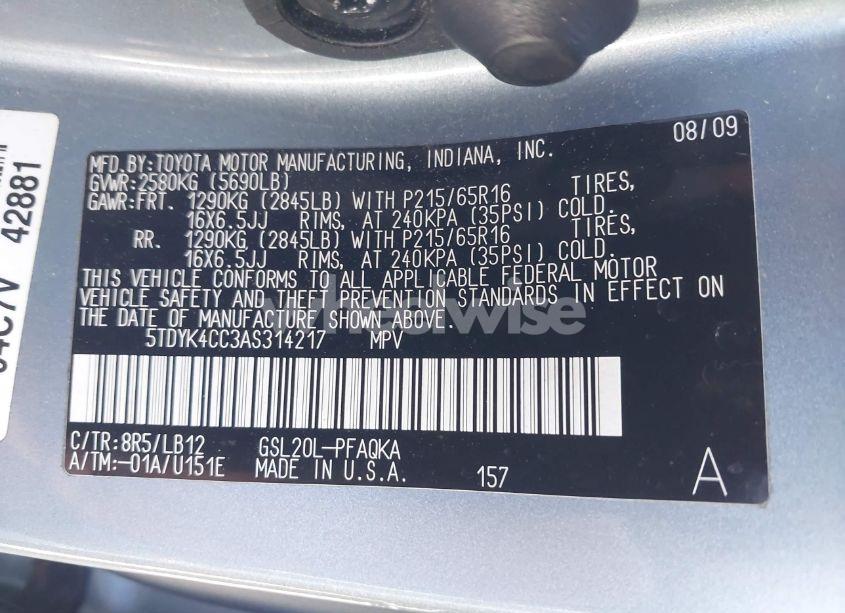 08/09
MFD.BY:TOYOTA MOTOR MANUFACTURING, INDIANA, INC.
GVWR:2580KG (5690LB)
GAWR:FRT. 1290KG (2845LB) WITH P215/65R16 TIRES,
16X6.5JJ RIMS, AT 240KPA (35PSI) COLD.
RR. 1290KG (2845LB) WITH P215/65R16 TIRES,
16X6.5JJ RIMS, AT 240KPA (35PSI) COLD.
THIS VEHICLE CONFORMS TO ALL APPLICABLE FEDERAL MOTOR
VEHICLE SAFETY AND THEFT PREVENTION STANDARDS IN EFFECT ON
THE DATE OF MANUFACTURE SHOWN ABOVE.
5TDYK4CC3AS314217 MPV
C/TR:8R5/LB12 GSL20L-PFAQKA
A/TM:-01A/U151E MADE IN U.S.A. 157 A
42881